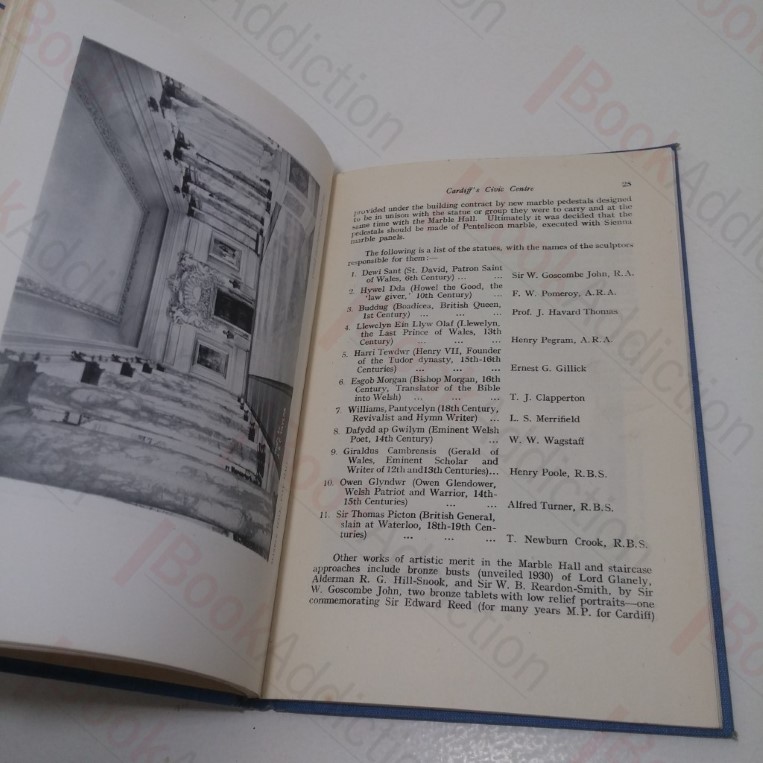 Cardiff's Civic Centre 25
provided under the building contract by new marble pedestals designed
to be in unison with the statue or group they were to carry and at the
same time with the Marble Hall. Ultimately it was decided that the
pedestals should be made of Pentelicon marble, executed with Sienna
marble panels.
The following is a list of the statues, with the names of the sculptors
responsible for them:—
1. Dewi Sant (St. David, Patron Saint
of Wales, 6th Century) ... ... Sir W. Goscombe John, R.A.
2. Hywel Dda (Howel the Good, the
'law giver,' 10th Century) ... F. W. Pomeroy, A.R.A.
3. Buddug (Boadicea, British Queen,
1st Century) ... ... ... Prof. J. Havard Thomas
4. Llewelyn Ein Llyw Olaf (Llewelyn,
the Last Prince of Wales, 13th
Century) ... ... ... Henry Pegram, A.R.A.
5. Harri Tewdwr (Henry VII, Founder
of the Tudor dynasty, 15th-16th
Centuries) ... ... ... Ernest G. Gillick
6. Esgob Morgan (Bishop Morgan, 16th
Century, Translator of the Bible
into Welsh) ... ... ... T. J. Clapperton
7. Williams, Pantycelyn (18th Century,
Revivalist and Hymn Writer) ... L. S. Merrifield
8. Dafydd ap Gwilym (Eminent Welsh
Poet, 14th Century) ... W. W. Wagstaff
9. Giraldus Cambrensis (Gerald of
Wales, Eminent Scholar and
Writer of 12th and 13th Centuries)... Henry Poole, R.B.S.
10. Owen Glyndwr (Owen Glendower,
Welsh Patriot and Warrior, 14th-
15th Centuries) ... ... Alfred Turner, R.B.S.
11. Sir Thomas Picton (British General,
slain at Waterloo, 18th-19th Cen-
turies) ... ... ... T. Newburn Crook, R.B.S.
Other works of artistic merit in the Marble Hall and staircase
approaches include bronze busts (unveiled 1930) of Lord Glanely,
Alderman R. G. Hill-Snook, and Sir W. B. Reardon-Smith, by Sir
W. Goscombe John, two bronze tablets with low relief portraits—one
commemorating Sir Edward Reed (for many years M.P. for Cardiff)
Book Addiction